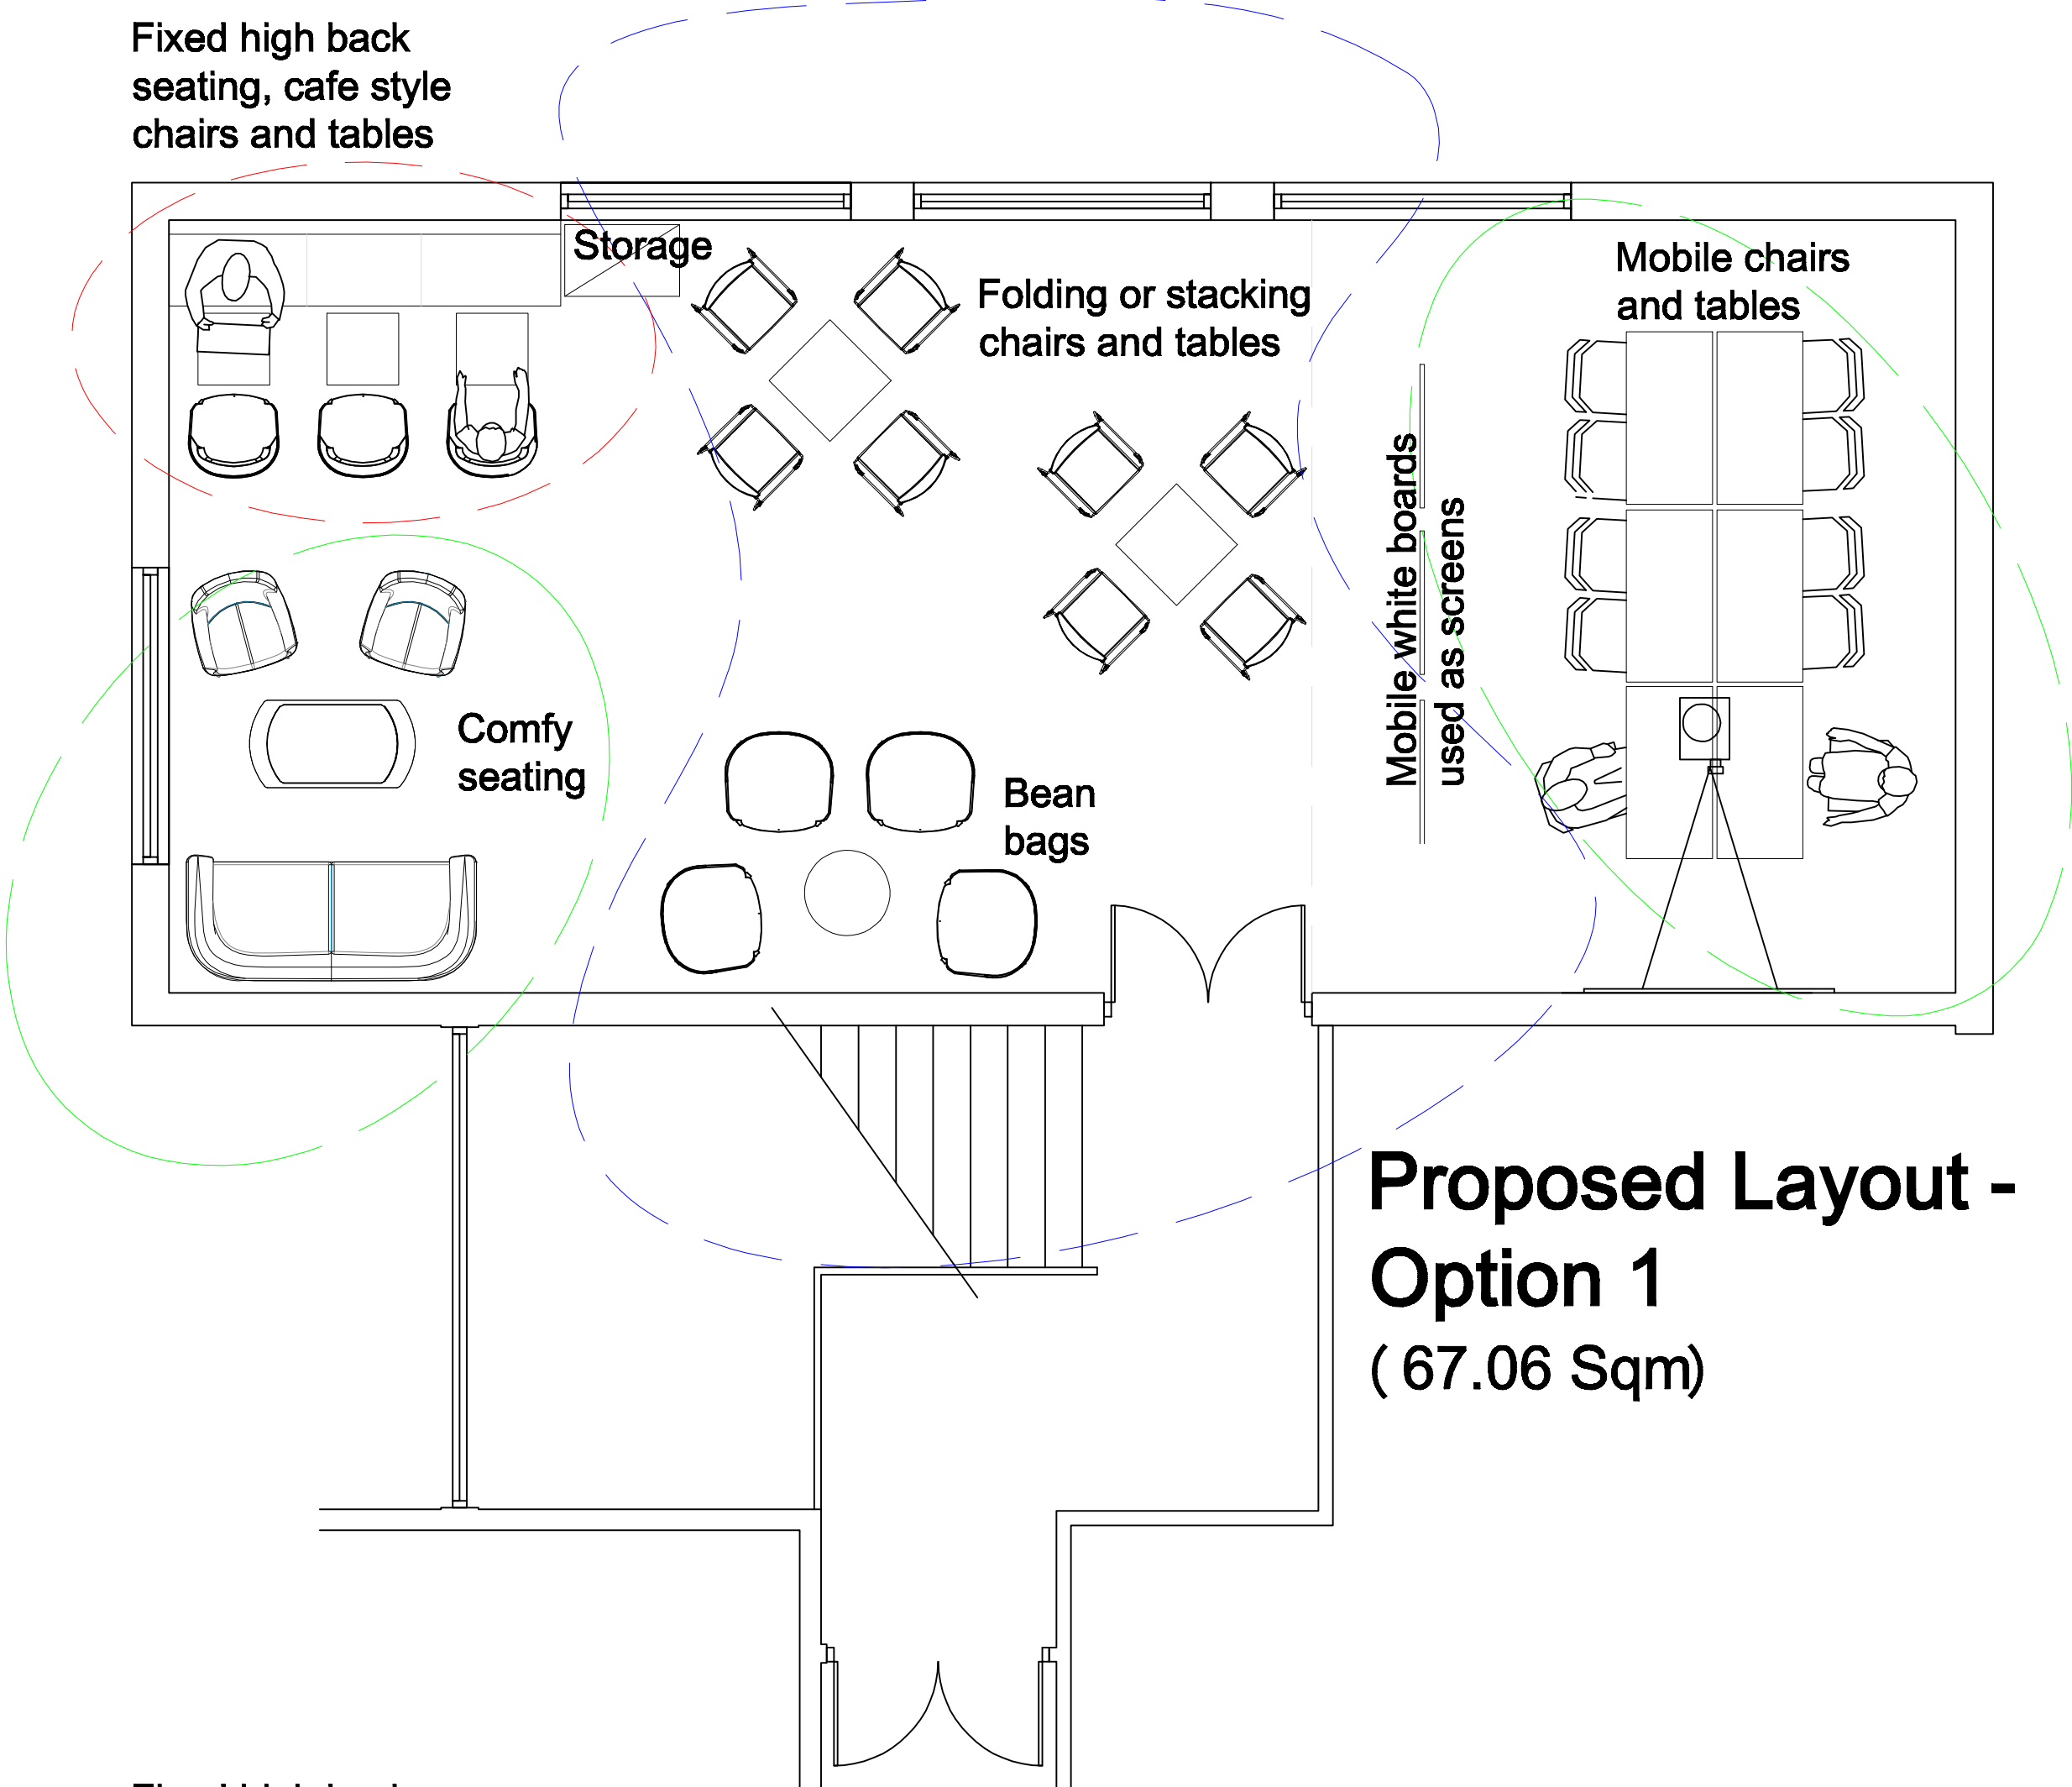 Fixed high back
seating, cafe style
chairs and tables
Storage
Folding or stacking
chairs and tables
Mobile chairs
and tables
Mobile white boards
used as screens
Comfy
seating
Bean
bags
Proposed Layout -
Option 1
( 67.06 Sqm)